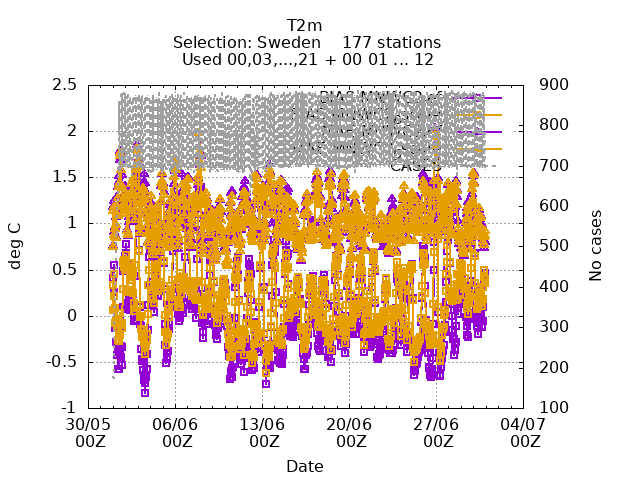 T2m
Selection: Sweden 177 stations
Used 00,03,...,21 + 00 01 ... 12
2.5
2
1.5
1
0.5
0
-0.5
-1
900
800
700
600
500
400
300
200
100
deg C
No cases
CASES
30/05 06/06 13/06 20/06 27/06 04/07
00Z 00Z 00Z 00Z 00Z 00Z
Date